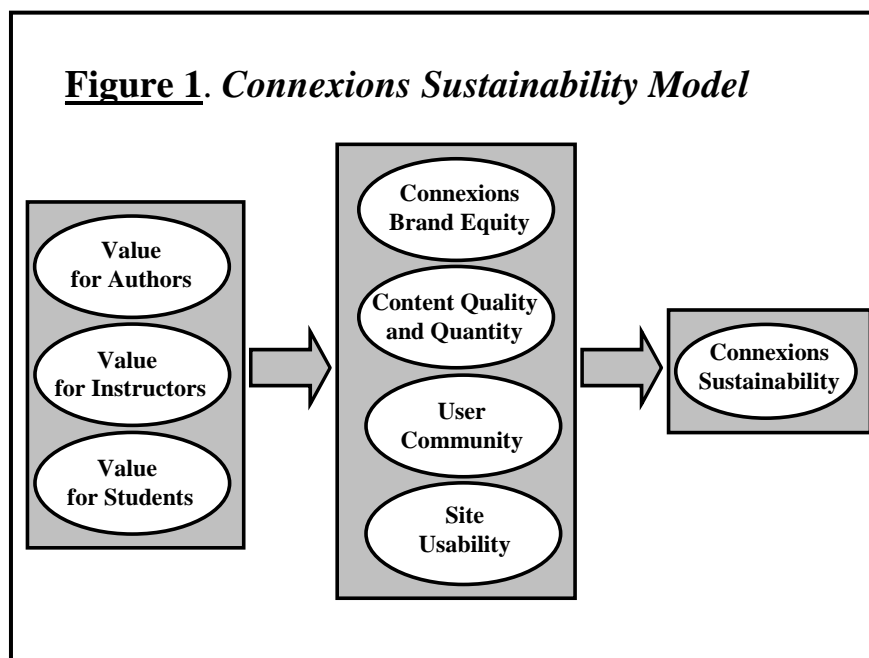 Figure 1. Connexions Sustainability Model
Value
for Authors
Value
for Instructors
Value
for Students
Connexions
Brand Equity
Content Quality
and Quantity
User
Community
Site
Usability
Connexions
Sustainability